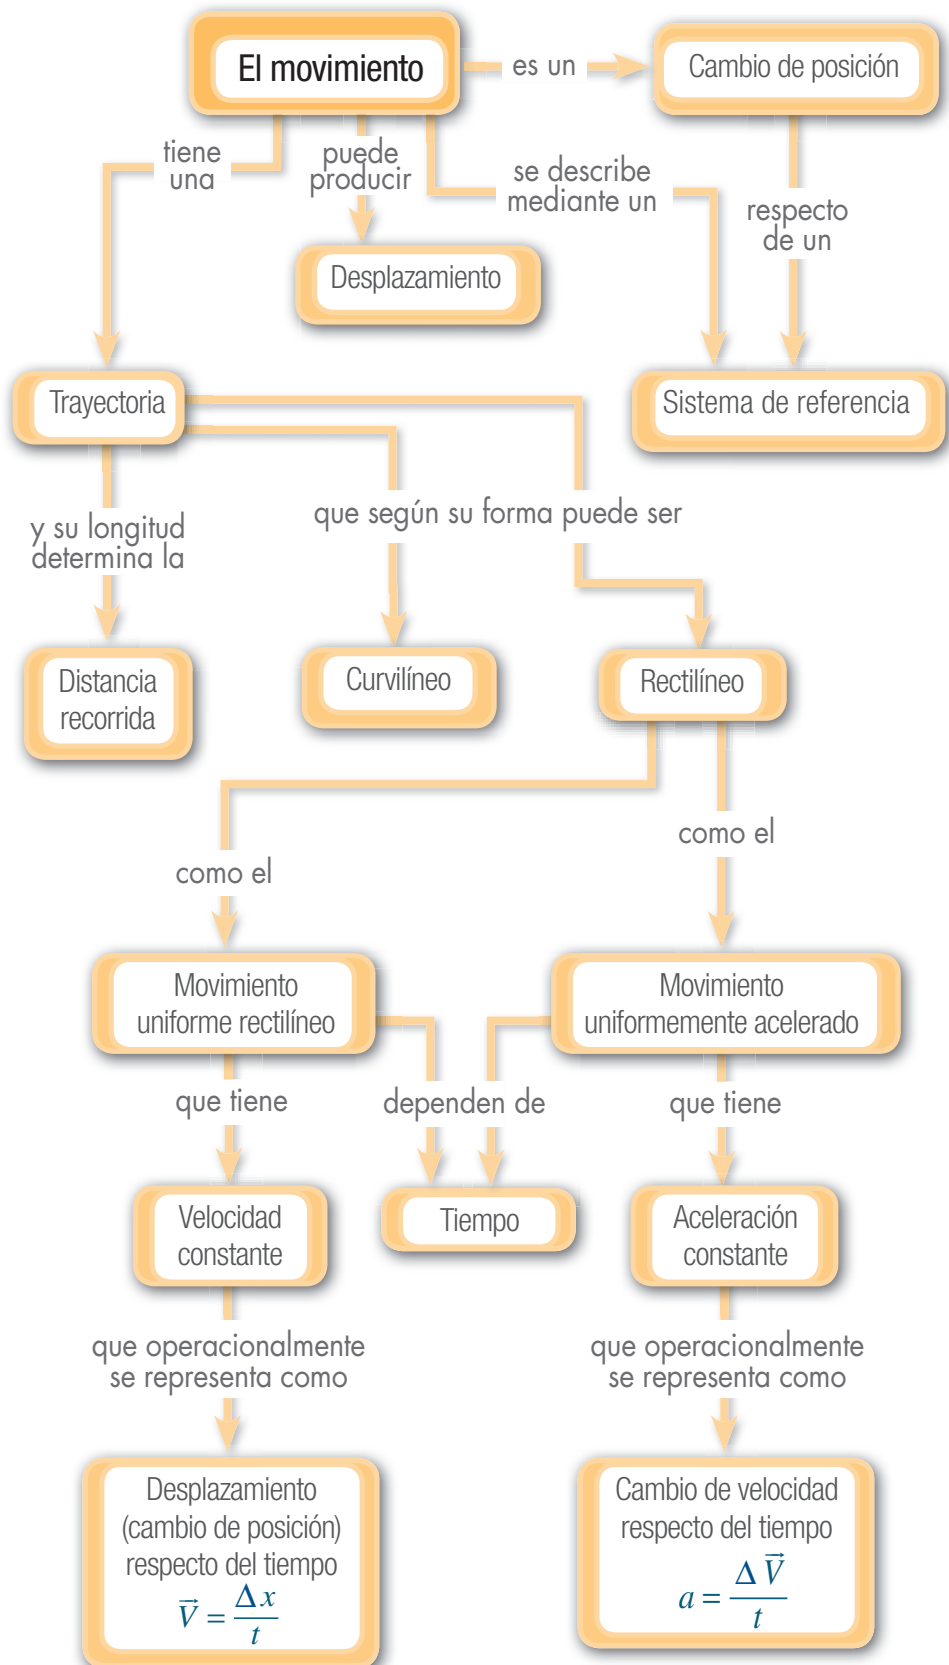 El movimiento
es un
Cambio de posición
tiene
una
puede
producir
se describe
mediante un
respecto
de un
Desplazamiento
Trayectoria
Sistema de referencia
y su longitud
determina la
que según su forma puede ser
Distancia
recorrida
Curvilíneo
Rectilíneo
como el
como el
Movimiento
uniforme rectilíneo
Movimiento
uniformemente acelerado
que tiene
dependen de
que tiene
Velocidad
constante
Tiempo
Aceleración
constante
que operacionalmente
se representa como
que operacionalmente
se representa como
Desplazamiento
(cambio de posición)
respecto del tiempo
V⃗ = Δx / t
Cambio de velocidad
respecto del tiempo
a = Δ V⃗ / t